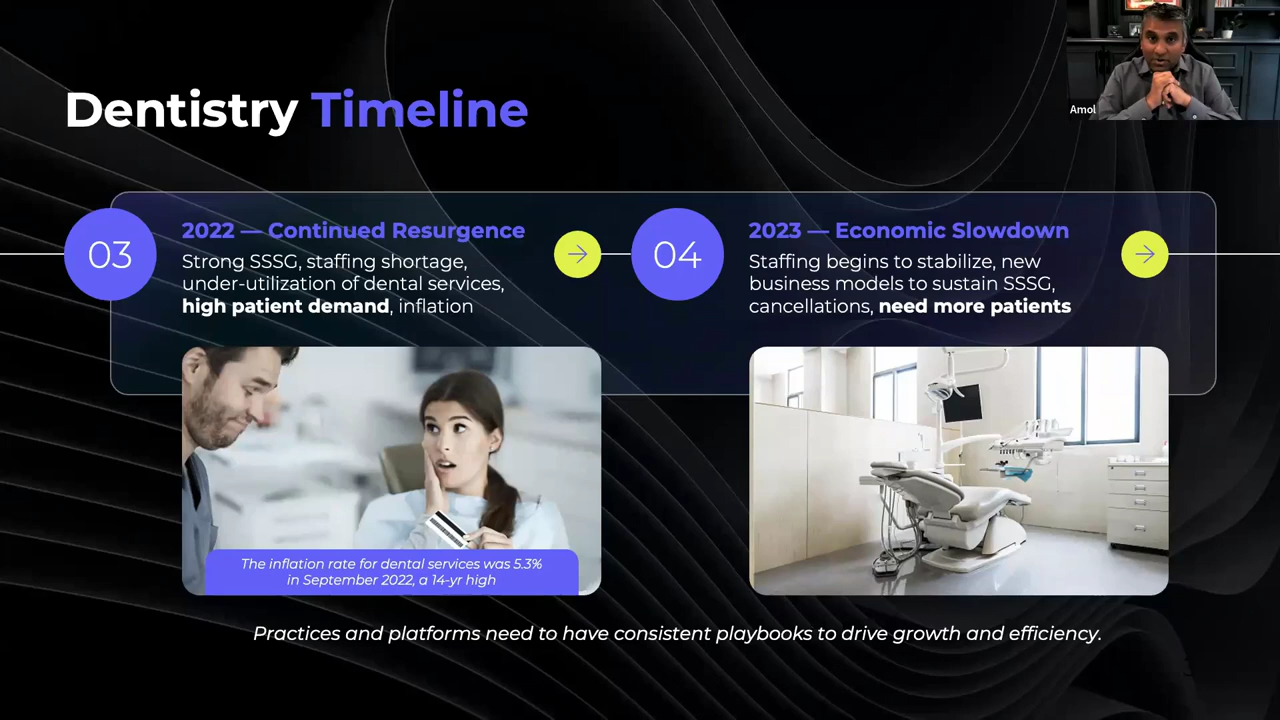 Amol
Dentistry Timeline
03
2022 — Continued Resurgence
Strong SSSG, staffing shortage,
under-utilization of dental services,
high patient demand, inflation
04
2023 — Economic Slowdown
Staffing begins to stabilize, new
business models to sustain SSSG,
cancellations, need more patients
The inflation rate for dental services was 5.3%
in September 2022, a 14-yr high
Practices and platforms need to have consistent playbooks to drive growth and efficiency.